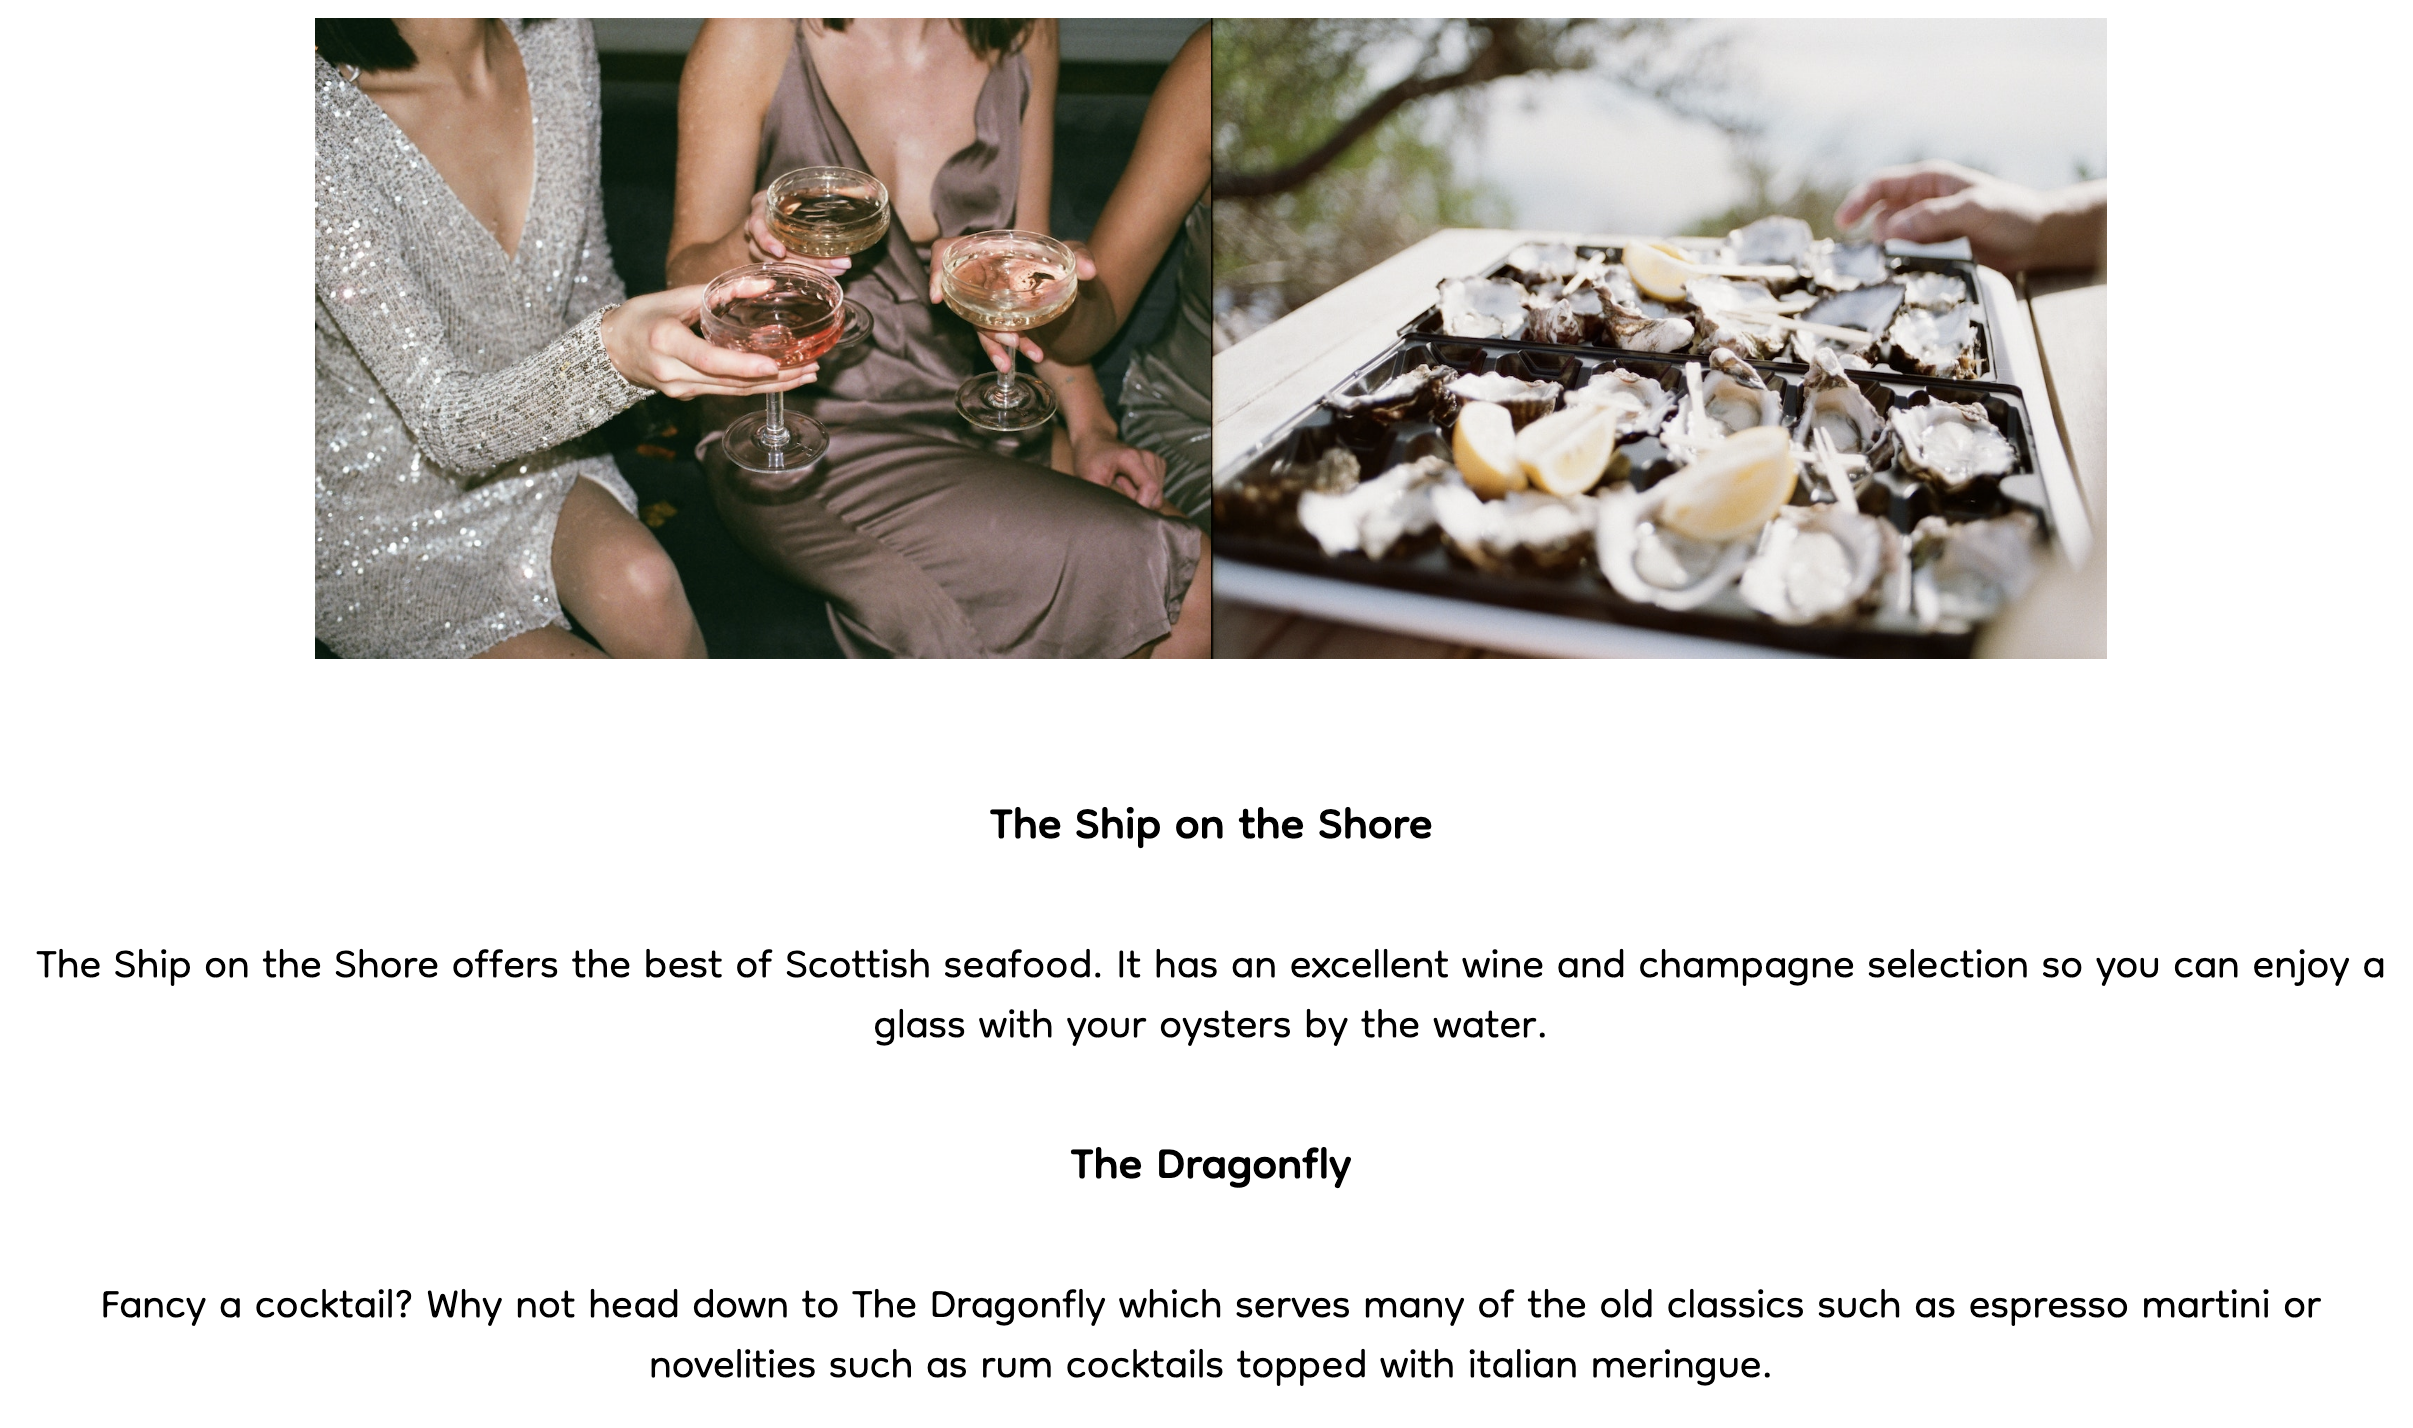 The Ship on the Shore
The Ship on the Shore offers the best of Scottish seafood. It has an excellent wine and champagne selection so you can enjoy a
glass with your oysters by the water.
The Dragonfly
Fancy a cocktail? Why not head down to The Dragonfly which serves many of the old classics such as espresso martini or
novelities such as rum cocktails topped with italian meringue.